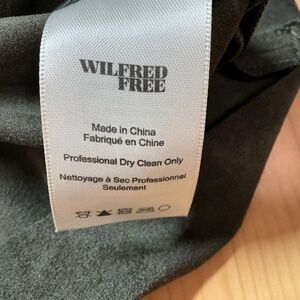 WILFRED
FREE
Made in China
Fabriqué en Chine
Professional Dry Clean Only
Nettoyage à Sec Professionnel
Seulement